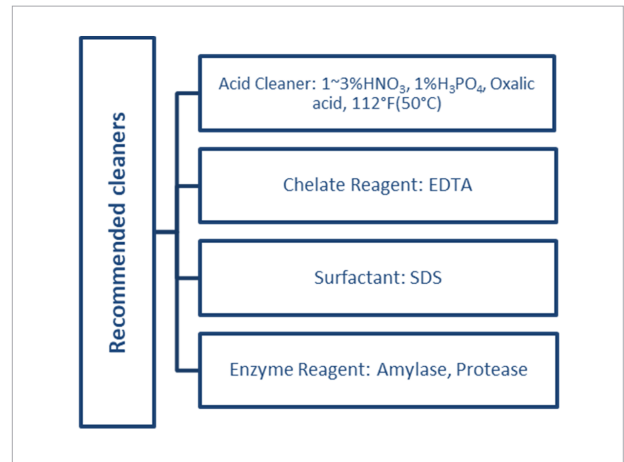 Recommended cleaners
Acid Cleaner: 1~3%HNO₃, 1%H₃PO₄, Oxalic
acid, 112°F(50°C)
Chelate Reagent: EDTA
Surfactant: SDS
Enzyme Reagent: Amylase, Protease